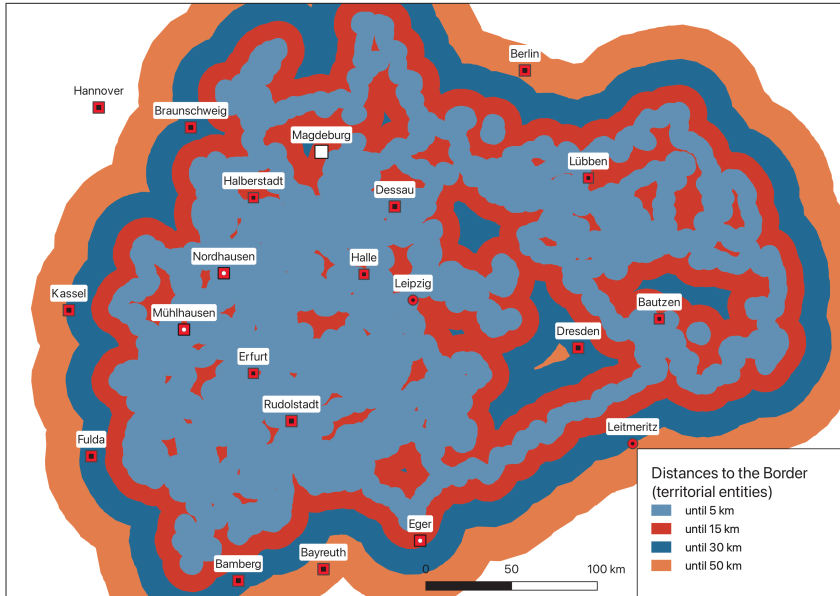 Berlin
Hannover
Braunschweig
Magdeburg
Lübben
Halberstadt
Dessau
Nordhausen
Halle
Leipzig
Kassel
Bautzen
Mühlhausen
Dresden
Erfurt
Rudolstadt
Leitmeritz
Fulda
Eger
Bayreuth
Bamberg
0 50 100 km
Distances to the Border
(territorial entities)
until 5 km
until 15 km
until 30 km
until 50 km